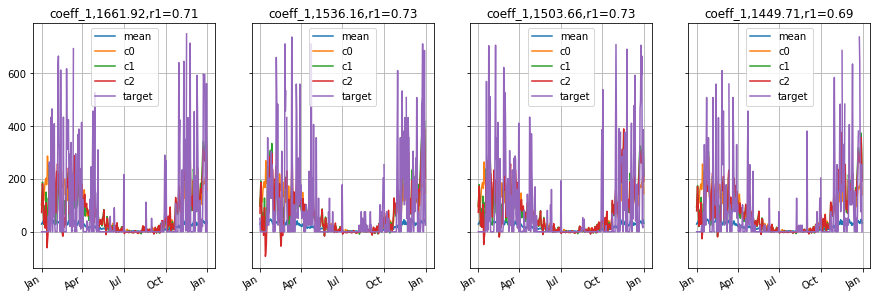 coeff_1,1661.92,r1=0.71
mean
c0
c1
c2
target
600
400
200
0
Jan
Apr
Jul
Oct
Jan
coeff_1,1536.16,r1=0.73
mean
c0
c1
c2
target
Jan
Apr
Jul
Oct
Jan
coeff_1,1503.66,r1=0.73
mean
c0
c1
c2
target
Jan
Apr
Jul
Oct
Jan
coeff_1,1449.71,r1=0.69
mean
c0
c1
c2
target
Jan
Apr
Jul
Oct
Jan